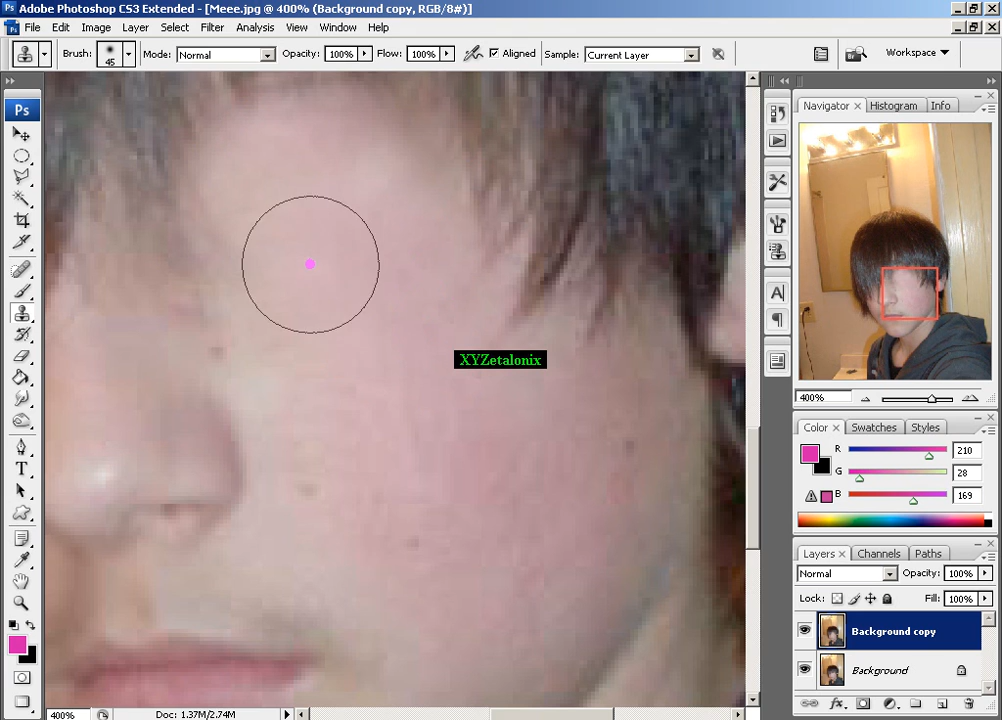 Ps Adobe Photoshop CS3 Extended - [Meee.jpg @ 400% (Background copy, RGB/8#)]
File Edit Image Layer Select Filter Analysis View Window Help
Brush: 45 Mode: Normal Opacity: 100% Flow: 100% Aligned Sample: Current Layer Workspace
Ps
Navigator Histogram Info
XYZetalonix
400%
Color Swatches Styles
R 210
G 28
B 169
Layers Channels Paths
Normal Opacity: 100%
Lock: Fill: 100%
Background copy
Background
400% Doc: 1.37M/2.74M